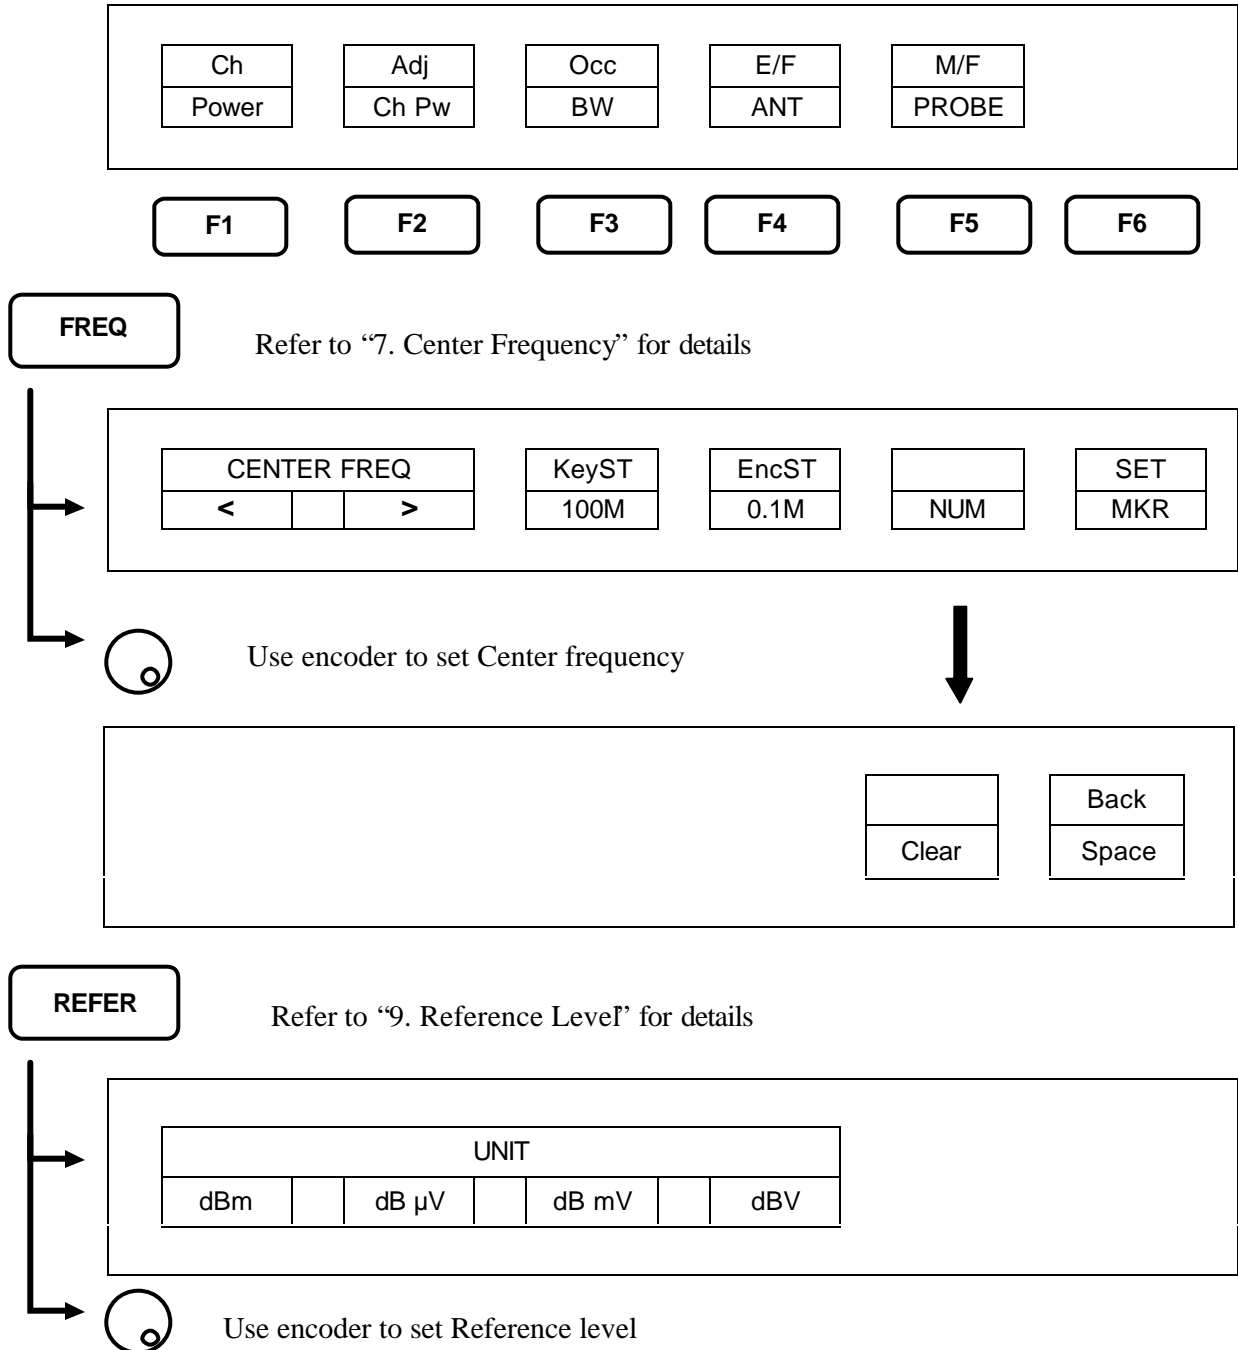 Ch Adj Occ E/F M/F
Power Ch Pw BW ANT PROBE
F1 F2 F3 F4 F5 F6
FREQ
Refer to “7. Center Frequency” for details
CENTER FREQ KeyST EncST SET
< > 100M 0.1M NUM MKR
Use encoder to set Center frequency
Back
Clear Space
REFER
Refer to “9. Reference Level” for details
UNIT
dBm dB µV dB mV dBV
Use encoder to set Reference level